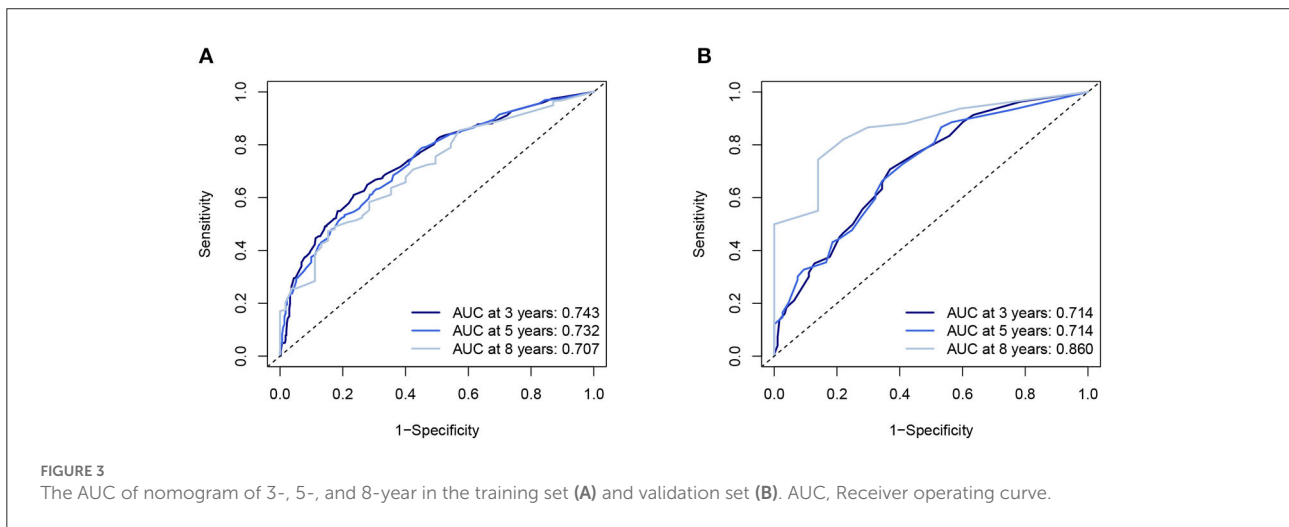 A
1.0
0.8
0.6
0.4
0.2
0.0
Sensitivity
AUC at 3 years: 0.743
AUC at 5 years: 0.732
AUC at 8 years: 0.707
0.0 0.2 0.4 0.6 0.8 1.0
1−Specificity
B
1.0
0.8
0.6
0.4
0.2
0.0
Sensitivity
AUC at 3 years: 0.714
AUC at 5 years: 0.714
AUC at 8 years: 0.860
0.0 0.2 0.4 0.6 0.8 1.0
1−Specificity
FIGURE 3
The AUC of nomogram of 3-, 5-, and 8-year in the training set (A) and validation set (B). AUC, Receiver operating curve.